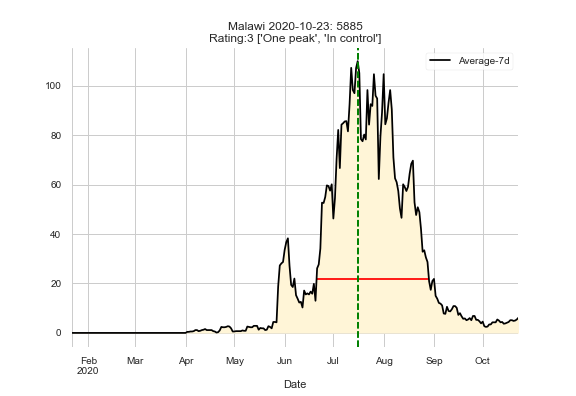 Malawi 2020-10-23: 5885
Rating:3 ['One peak', 'In control']
Average-7d
100
80
60
40
20
0
Feb Mar Apr May Jun Jul Aug Sep Oct
2020
Date